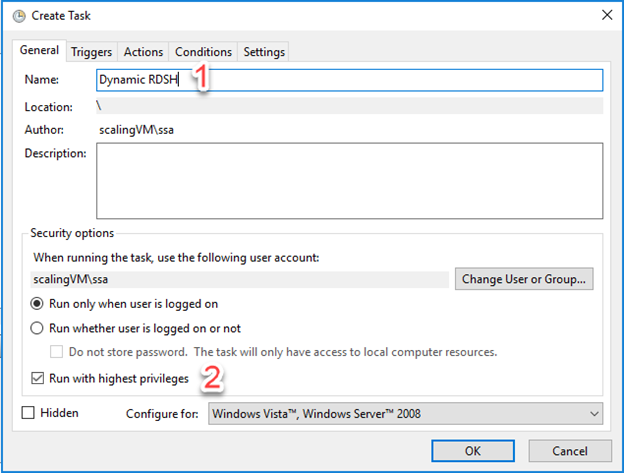 Create Task
General Triggers Actions Conditions Settings
Name: Dynamic RDSH 1
Location: \
Author: scalingVM\ssa
Description:
Security options
When running the task, use the following user account:
scalingVM\ssa Change User or Group...
Run only when user is logged on
Run whether user is logged on or not
Do not store password. The task will only have access to local computer resources.
Run with highest privileges 2
Hidden Configure for: Windows Vista™, Windows Server™ 2008
OK Cancel